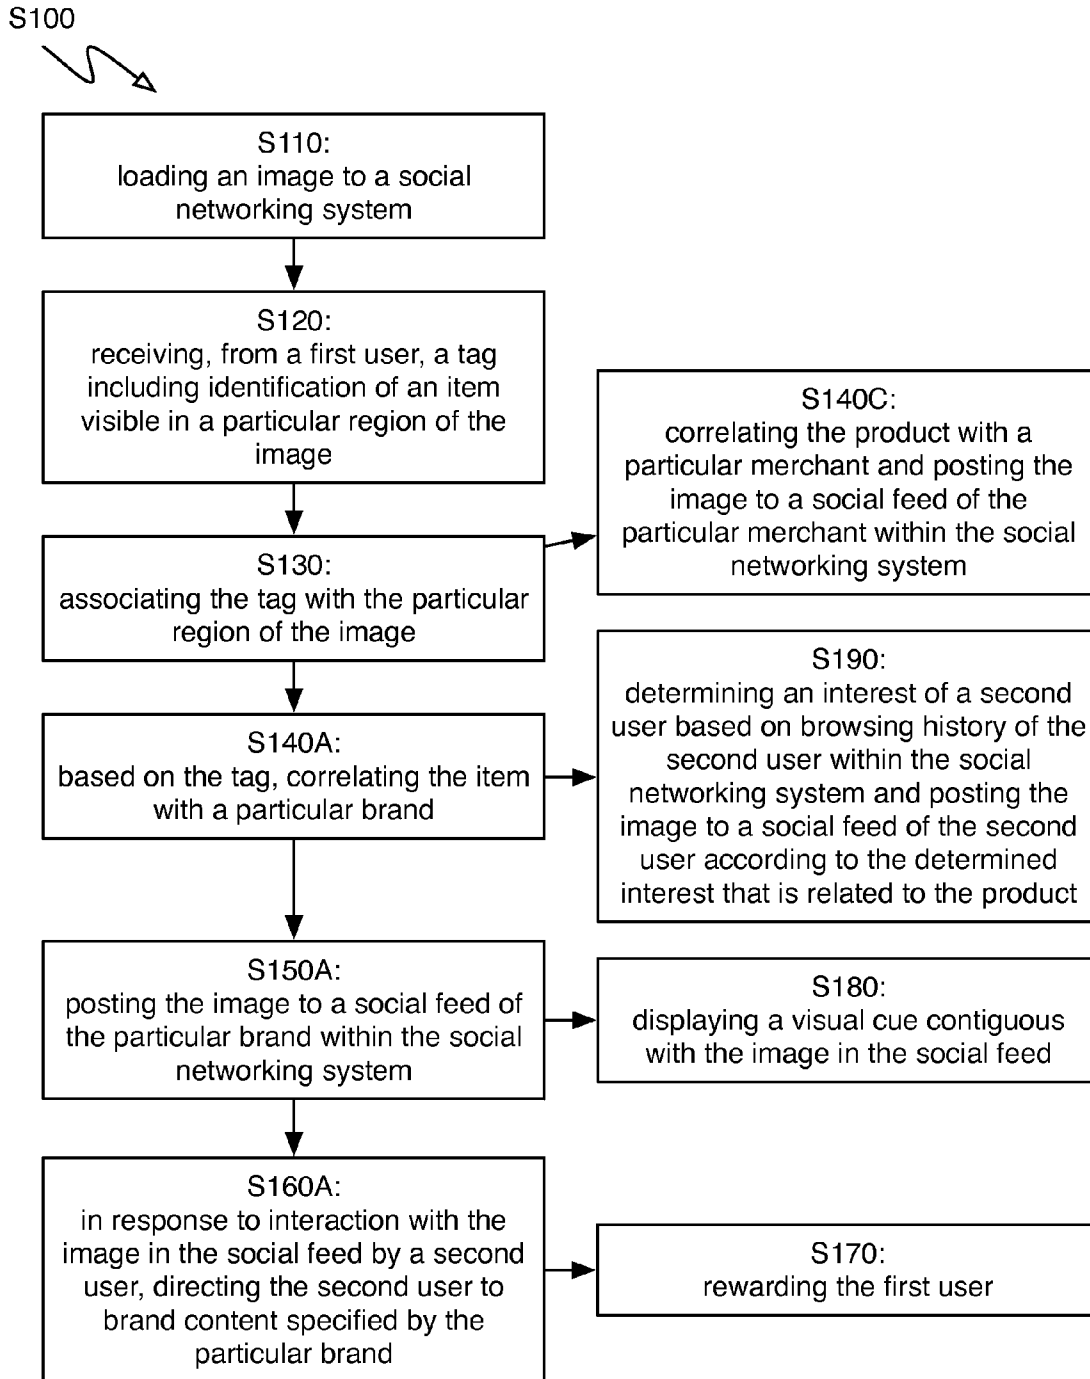 S100
S110:
loading an image to a social
networking system
S120:
receiving, from a first user, a tag
including identification of an item
visible in a particular region of the
image
S130:
associating the tag with the particular
region of the image
S140A:
based on the tag, correlating the item
with a particular brand
S150A:
posting the image to a social feed of
the particular brand within the social
networking system
S160A:
in response to interaction with the
image in the social feed by a second
user, directing the second user to
brand content specified by the
particular brand
S140C:
correlating the product with a
particular merchant and posting the
image to a social feed of the
particular merchant within the social
networking system
S190:
determining an interest of a second
user based on browsing history of the
second user within the social
networking system and posting the
image to a social feed of the second
user according to the determined
interest that is related to the product
S180:
displaying a visual cue contiguous
with the image in the social feed
S170:
rewarding the first user